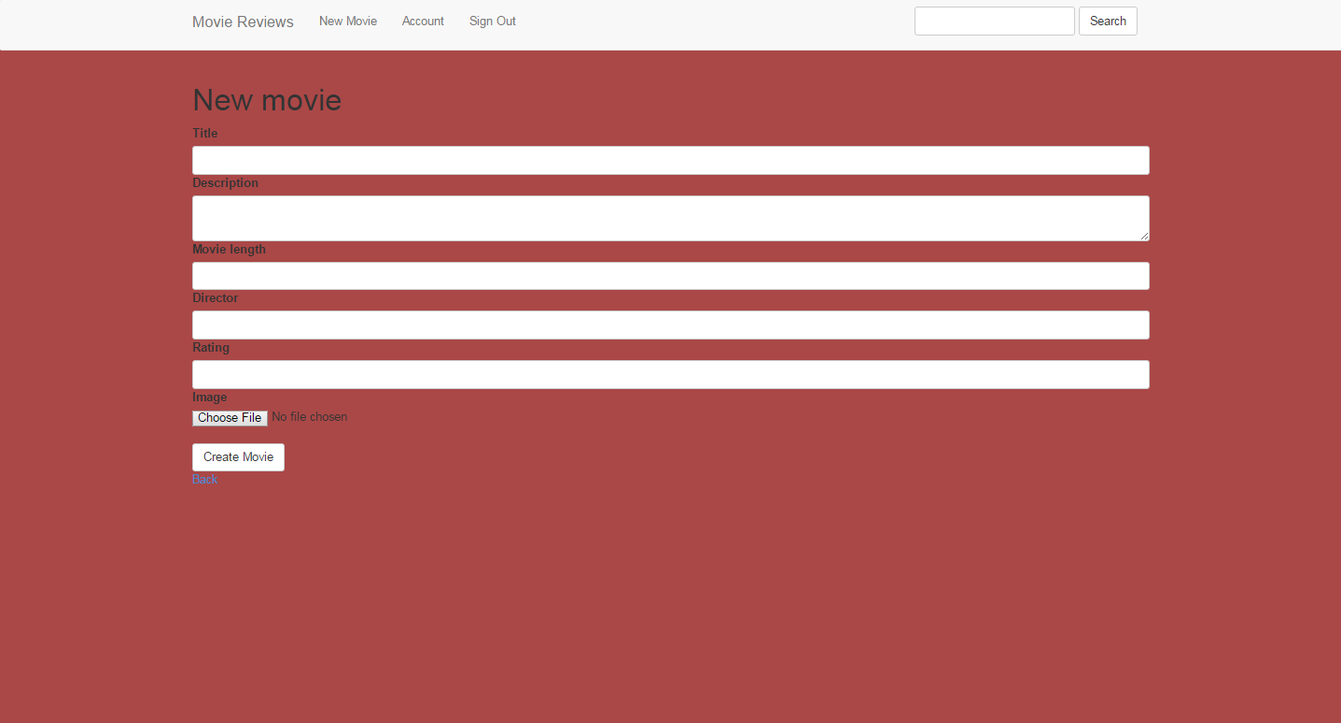 Movie Reviews New Movie Account Sign Out Search
New movie
Title
Description
Movie length
Director
Rating
Image
Choose File No file chosen
Create Movie
Back